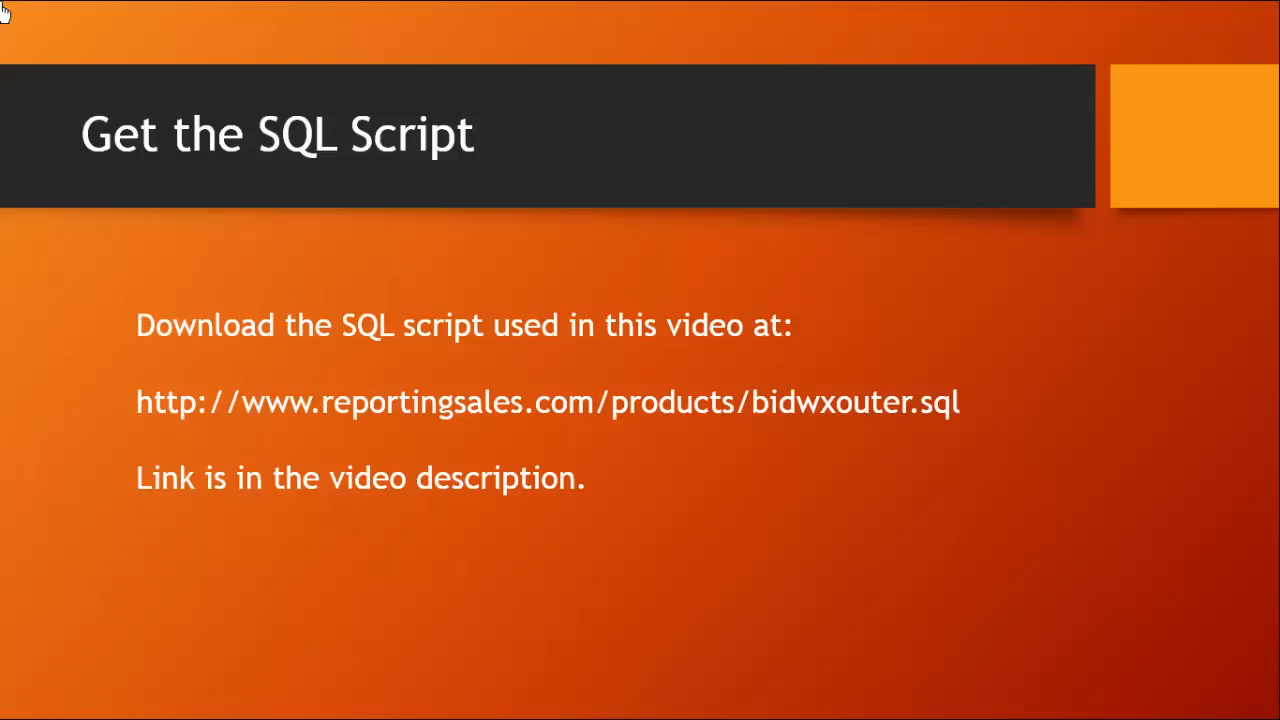 Get the SQL Script
Download the SQL script used in this video at:
http://www.reportingsales.com/products/bidwxouter.sql
Link is in the video description.